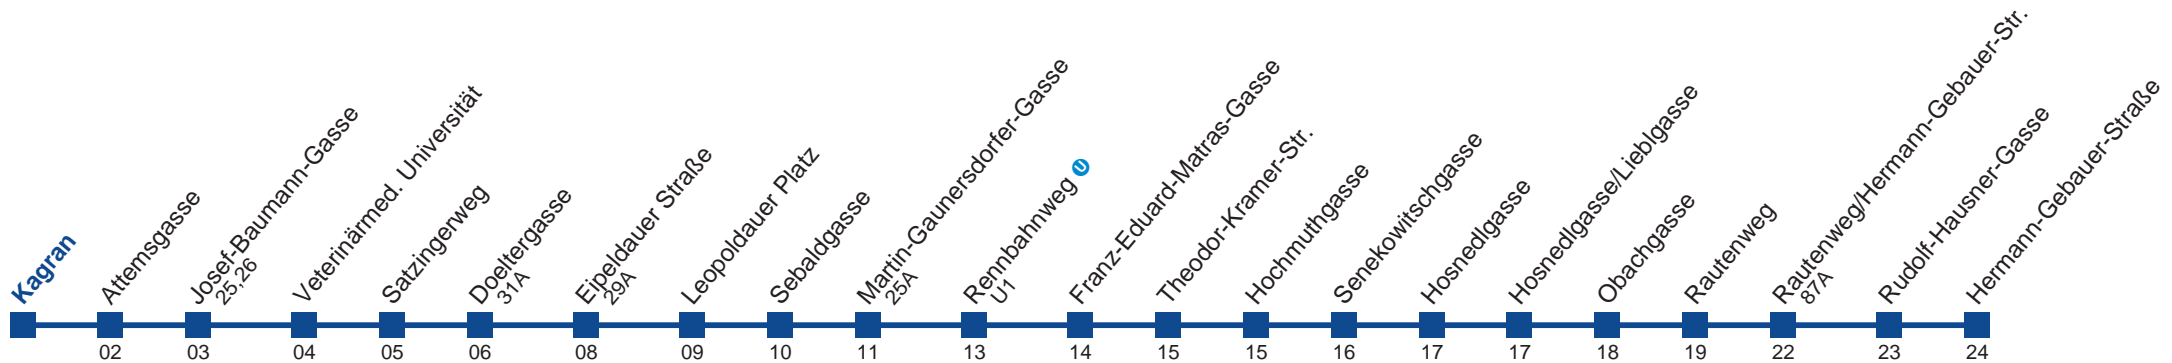 Kagran
Attemsgasse
Josef-Baumann-Gasse
25,26
Veterinärmed. Universität
Satzingerweg
Doeltergasse
31A
Eipeldauer Straße
29A
Leopoldauer Platz
Sebaldgasse
Martin-Gaunersdorfer-Gasse
25A
Rennbahnweg U
U1
Franz-Eduard-Matras-Gasse
Theodor-Kramer-Str.
Hochmuthgasse
Senekowitschgasse
Hosnedlgasse
Hosnedlgasse/Lieblgasse
Obachgasse
Rautenweg
Rautenweg/Hermann-Gebauer-Str.
87A
Rudolf-Hausner-Gasse
Hermann-Gebauer-Straße
02 03 04 05 06 08 09 10 11 13 14 15 15 16 17 17 18 19 22 23 24